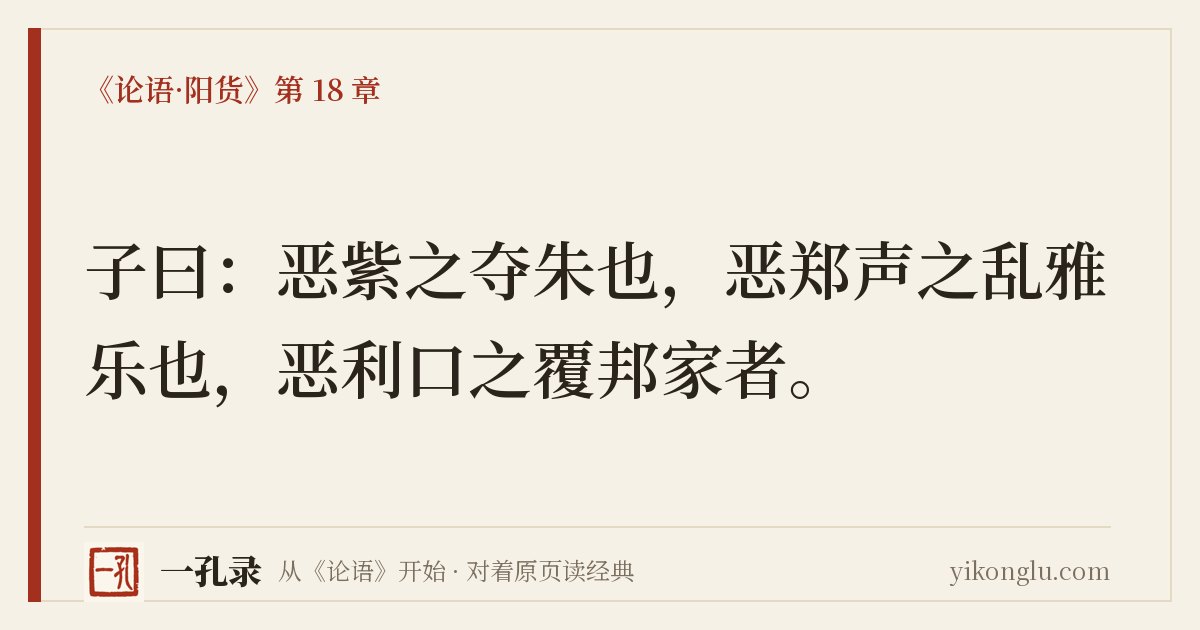 《论语·阳货》第 18 章
子曰：恶紫之夺朱也，恶郑声之乱雅
乐也，恶利口之覆邦家者。
一孔
一孔录 从《论语》开始 · 对着原页读经典 yikonglu.com